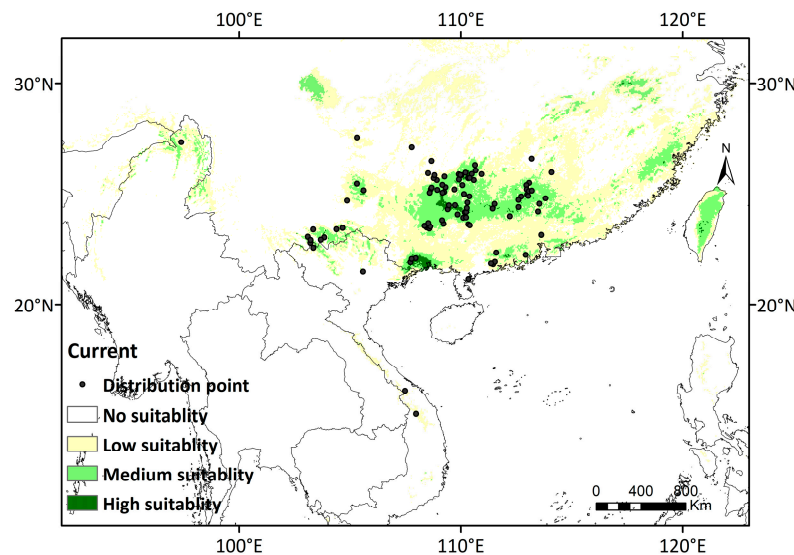 100°E 110°E 120°E
30°N 30°N
N
20°N 20°N
Current
Distribution point
No suitablity
Low suitablity
Medium suitablity
High suitablity
0 400 800
Km
100°E 110°E 120°E